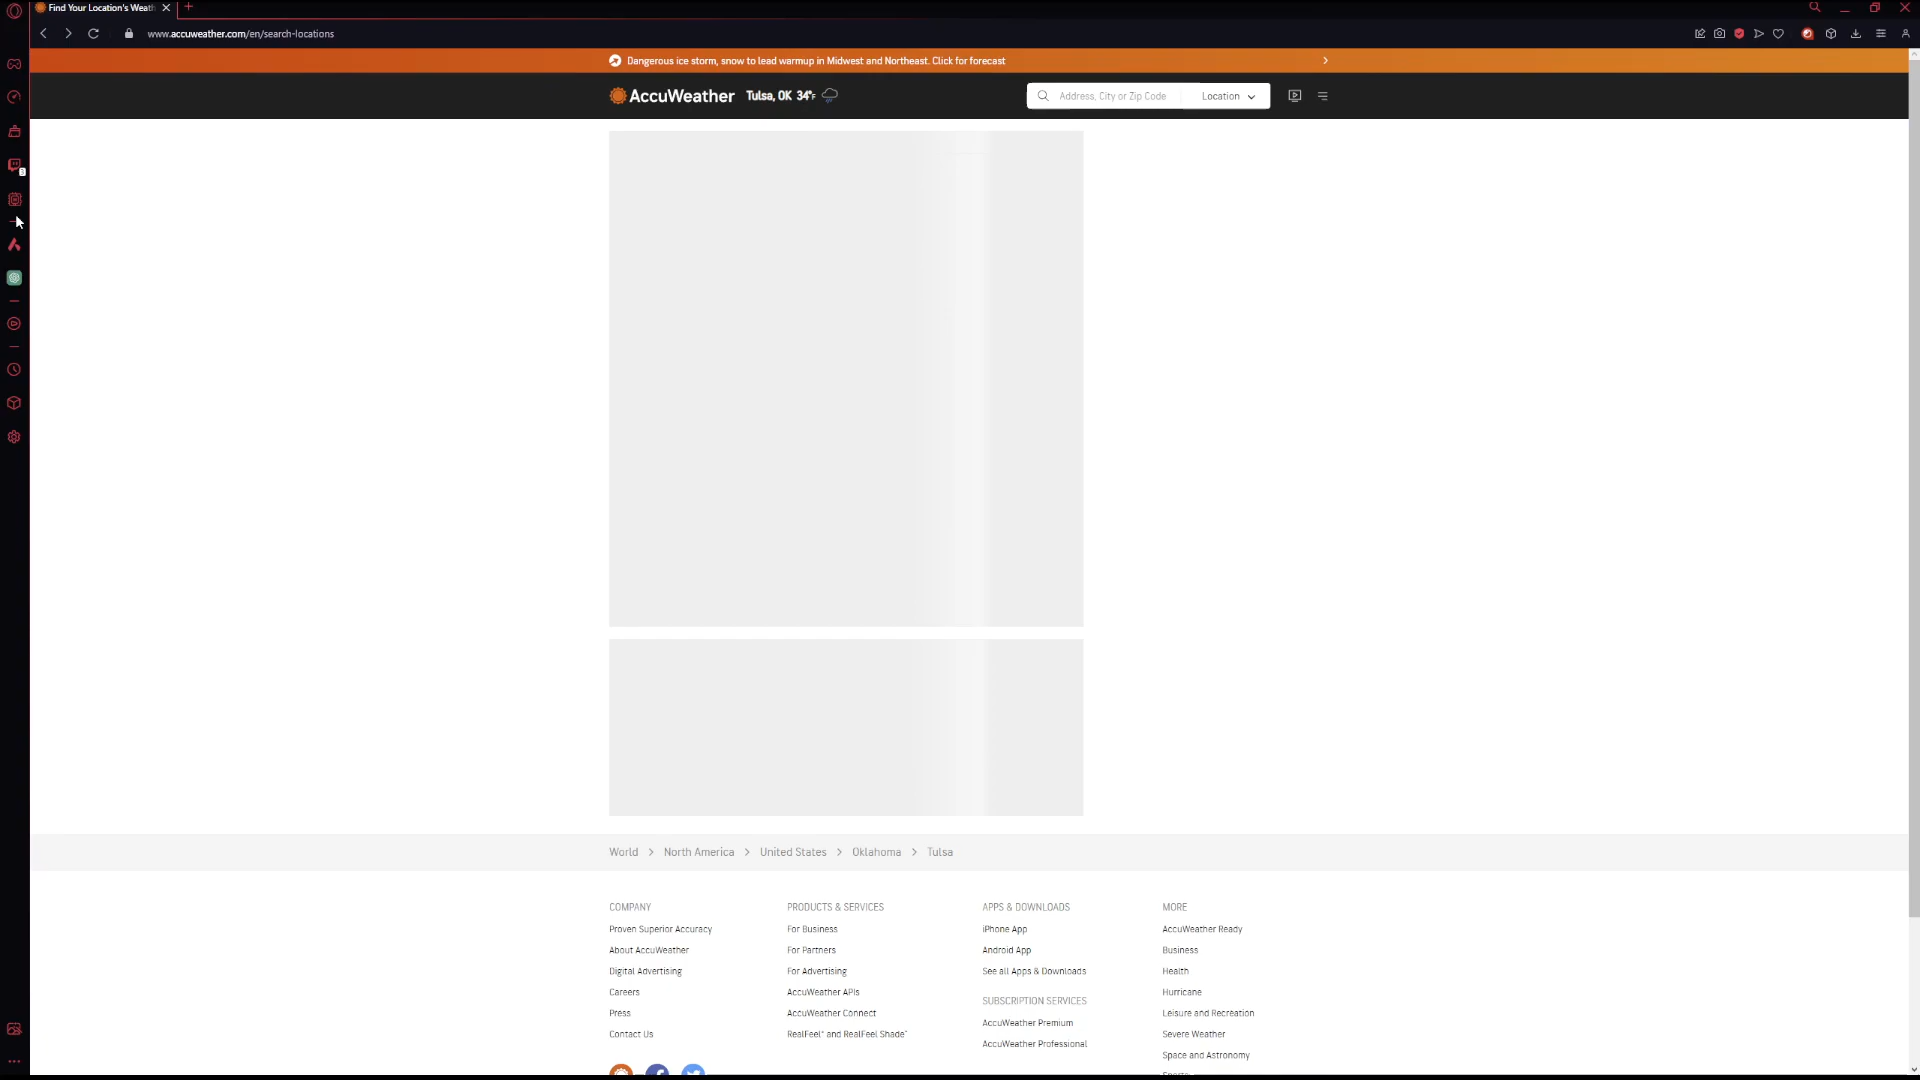 Find Your Location's Weath
www.accuweather.com/en/search-locations
Dangerous ice storm, snow to lead warmup in Midwest and Northeast. Click for forecast
AccuWeather Tulsa, OK 34°F
Address, City or Zip Code Location
3
World > North America > United States > Oklahoma > Tulsa
COMPANY
Proven Superior Accuracy
About AccuWeather
Digital Advertising
Careers
Press
Contact Us
PRODUCTS & SERVICES
For Business
For Partners
For Advertising
AccuWeather APIs
AccuWeather Connect
RealFeel® and RealFeel Shade™
APPS & DOWNLOADS
iPhone App
Android App
See all Apps & Downloads
SUBSCRIPTION SERVICES
AccuWeather Premium
AccuWeather Professional
MORE
AccuWeather Ready
Business
Health
Hurricane
Leisure and Recreation
Severe Weather
Space and Astronomy